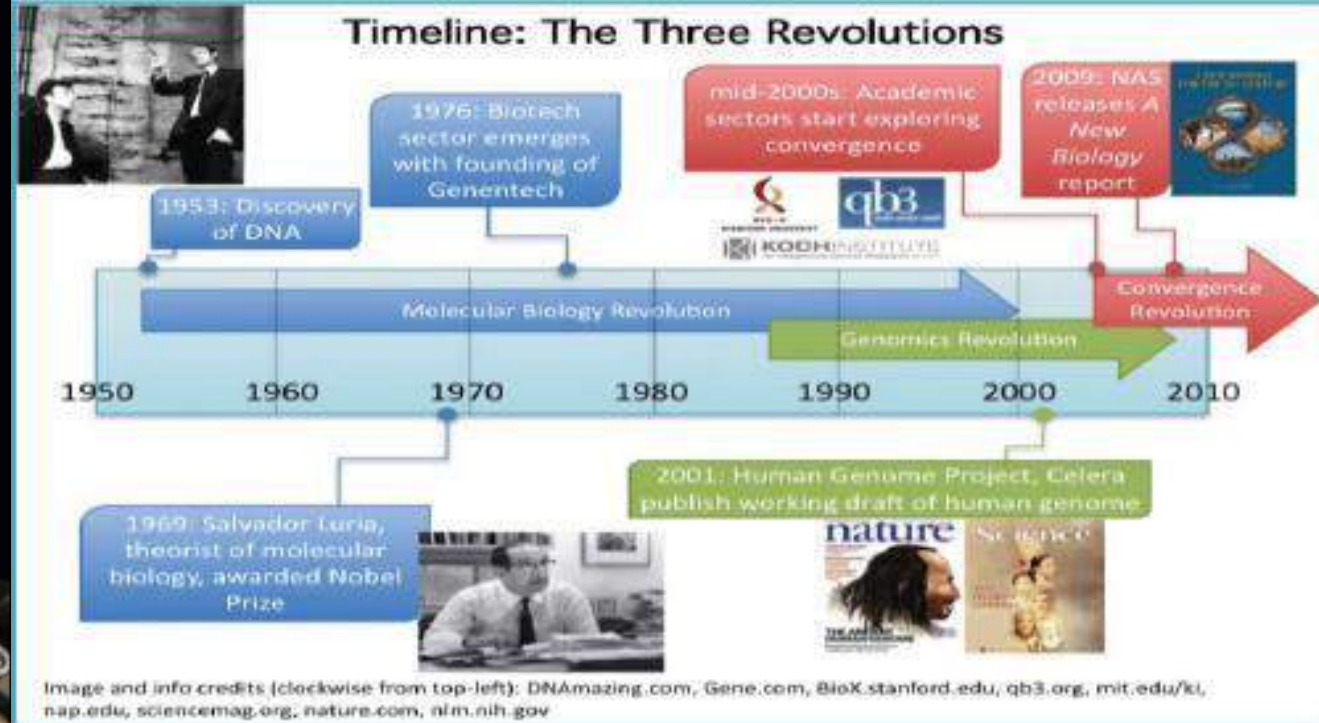 Timeline: The Three Revolutions
1953: Discovery
of DNA
1976: Biotech
sector emerges
with founding of
Genentech
mid-2000s: Academic
sectors start exploring
convergence
2009: NAS
releases A
New
Biology
report
qb3
KOCH INSTITUTE
Molecular Biology Revolution
Genomics Revolution
Convergence
Revolution
1950 1960 1970 1980 1990 2000 2010
1969: Salvador Luria,
theorist of molecular
biology, awarded Nobel
Prize
2001: Human Genome Project, Celera
publish working draft of human genome
nature
Science
Image and info credits (clockwise from top-left): DNAmazing.com, Gene.com, BioX.stanford.edu, qb3.org, mit.edu/ki,
nap.edu, sciencemag.org, nature.com, nlm.nih.gov